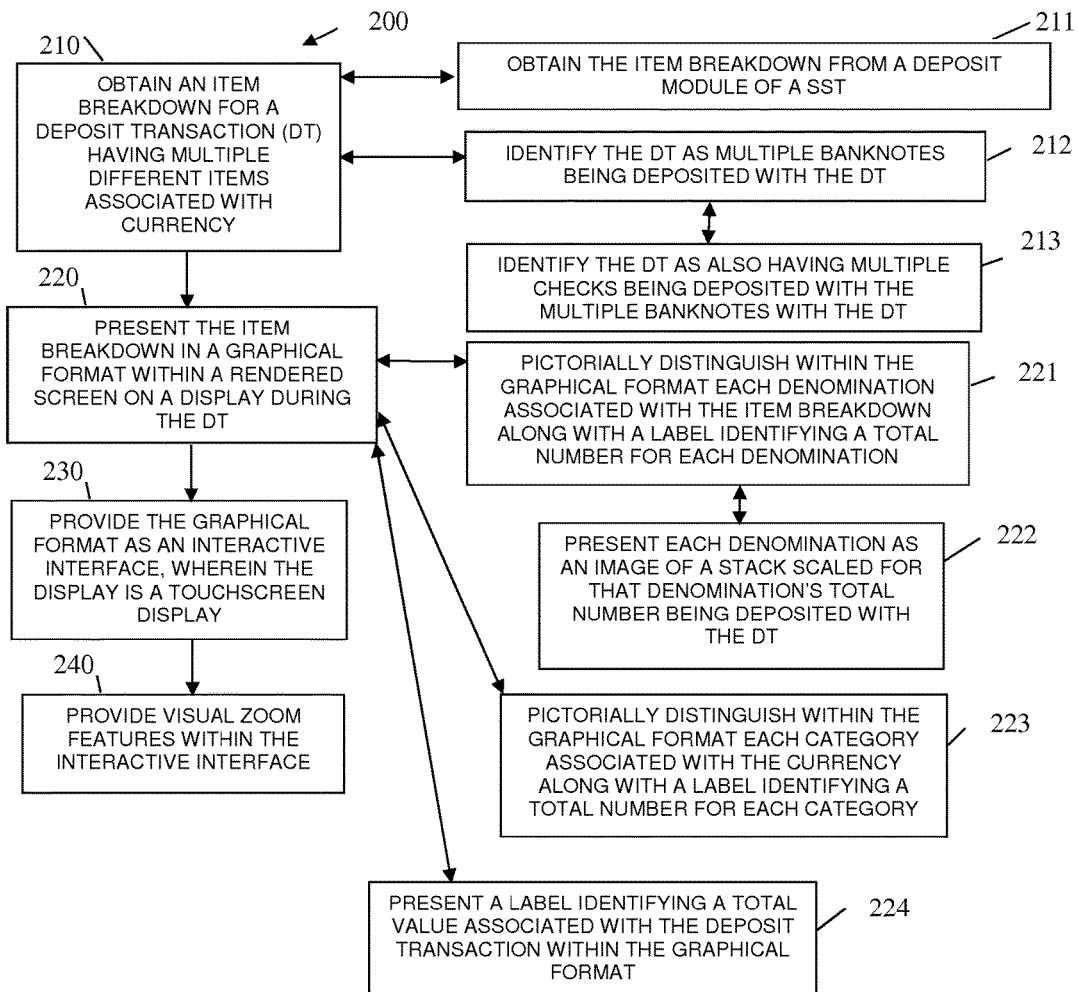 200
210
OBTAIN AN ITEM
BREAKDOWN FOR A
DEPOSIT TRANSACTION (DT)
HAVING MULTIPLE
DIFFERENT ITEMS
ASSOCIATED WITH
CURRENCY
211
OBTAIN THE ITEM BREAKDOWN FROM A DEPOSIT
MODULE OF A SST
212
IDENTIFY THE DT AS MULTIPLE BANKNOTES
BEING DEPOSITED WITH THE DT
213
IDENTIFY THE DT AS ALSO HAVING MULTIPLE
CHECKS BEING DEPOSITED WITH THE
MULTIPLE BANKNOTES WITH THE DT
220
PRESENT THE ITEM
BREAKDOWN IN A GRAPHICAL
FORMAT WITHIN A RENDERED
SCREEN ON A DISPLAY DURING
THE DT
221
PICTORIALLY DISTINGUISH WITHIN THE
GRAPHICAL FORMAT EACH DENOMINATION
ASSOCIATED WITH THE ITEM BREAKDOWN
ALONG WITH A LABEL IDENTIFYING A TOTAL
NUMBER FOR EACH DENOMINATION
222
PRESENT EACH DENOMINATION AS
AN IMAGE OF A STACK SCALED FOR
THAT DENOMINATION'S TOTAL
NUMBER BEING DEPOSITED WITH
THE DT
230
PROVIDE THE GRAPHICAL
FORMAT AS AN INTERACTIVE
INTERFACE, WHEREIN THE
DISPLAY IS A TOUCHSCREEN
DISPLAY
240
PROVIDE VISUAL ZOOM
FEATURES WITHIN THE
INTERACTIVE INTERFACE
223
PICTORIALLY DISTINGUISH WITHIN THE
GRAPHICAL FORMAT EACH CATEGORY
ASSOCIATED WITH THE CURRENCY
ALONG WITH A LABEL IDENTIFYING A
TOTAL NUMBER FOR EACH CATEGORY
224
PRESENT A LABEL IDENTIFYING A TOTAL
VALUE ASSOCIATED WITH THE DEPOSIT
TRANSACTION WITHIN THE GRAPHICAL
FORMAT